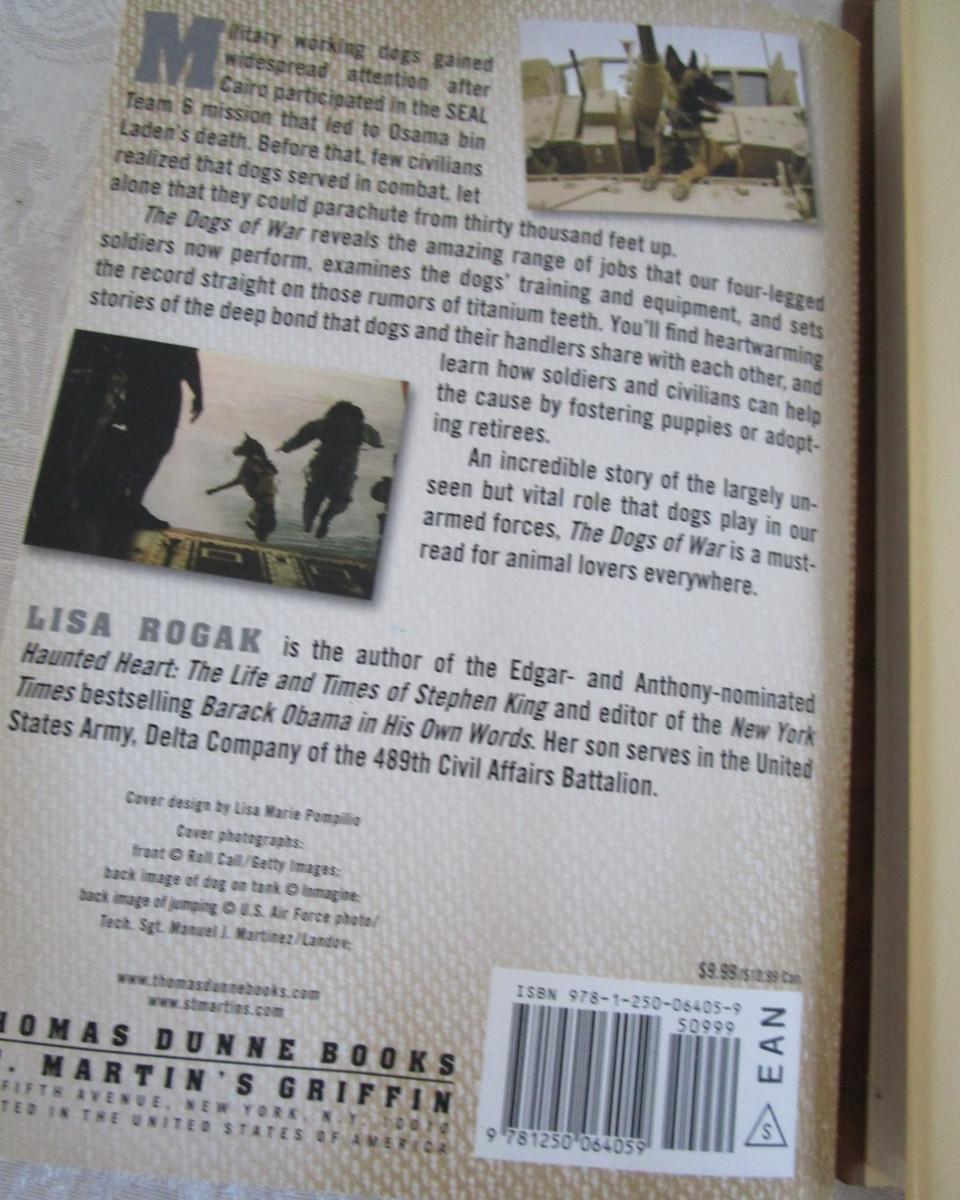 Military working dogs gained
widespread attention after
Cairo participated in the SEAL
Team 6 mission that led to Osama bin
Laden's death. Before that, few civilians
realized that dogs served in combat, let
alone that they could parachute from thirty thousand feet up.
The Dogs of War reveals the amazing range of jobs that our four-legged
soldiers now perform, examines the dogs' training and equipment, and sets
the record straight on those rumors of titanium teeth. You'll find heartwarming
stories of the deep bond that dogs and their handlers share with each other, and
learn how soldiers and civilians can help
the cause by fostering puppies or adopt-
ing retirees.
An incredible story of the largely un-
seen but vital role that dogs play in our
armed forces, The Dogs of War is a must-
read for animal lovers everywhere.
LISA ROGAK is the author of the Edgar- and Anthony-nominated
Haunted Heart: The Life and Times of Stephen King and editor of the New York
Times bestselling Barack Obama in His Own Words. Her son serves in the United
States Army, Delta Company of the 489th Civil Affairs Battalion.
Cover design by Lisa Marie Pompilio
Cover photographs:
front © Roll Call/Getty Images;
back image of dog on tank © Inmagine;
back image of jumping © U.S. Air Force photo/
Tech. Sgt. Manuel J. Martinez/Landov;
www.thomasdunnebooks.com
www.stmartins.com
HOMAS DUNNE BOOKS
. MARTIN'S GRIFFIN
FIFTH AVENUE, NEW YORK, N.Y. 10010
TED IN THE UNITED STATES OF AMERICA
$9.99/$10.99 Can.
ISBN 978-1-250-06405-9
50999
EAN
9 781250 064059
S